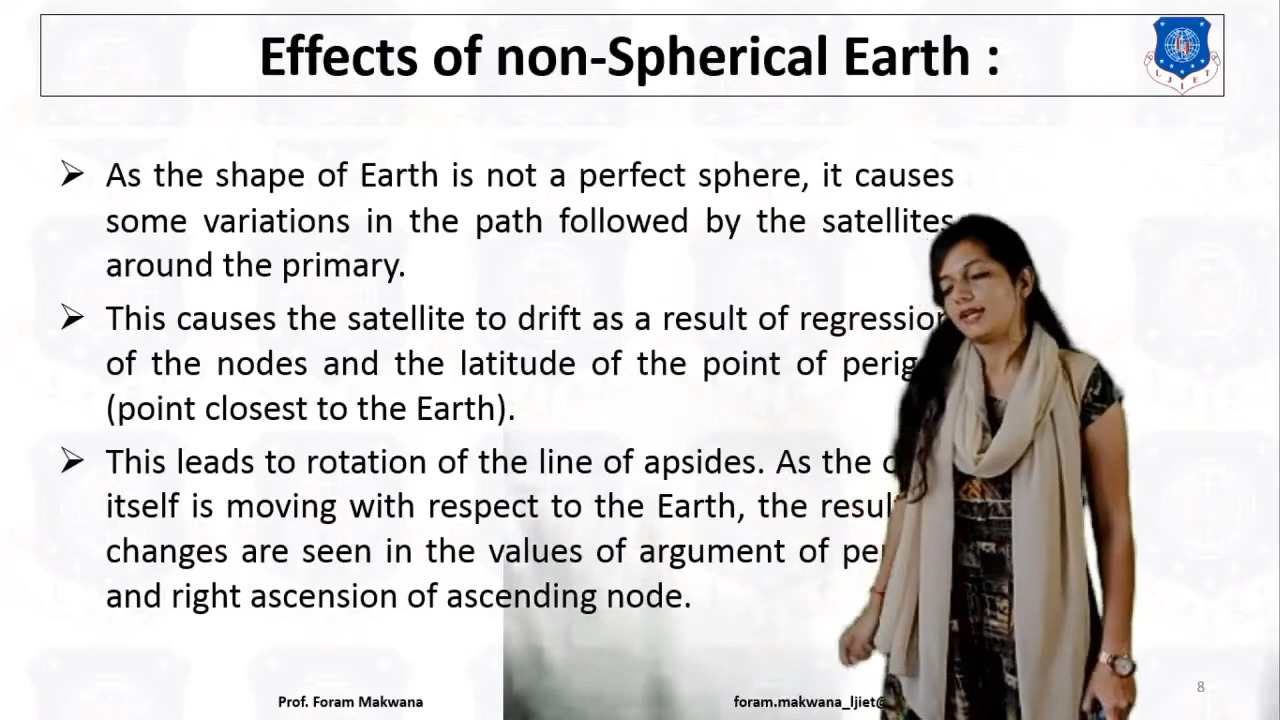 Effects of non-Spherical Earth :
LJIET
➢ As the shape of Earth is not a perfect sphere, it causes
some variations in the path followed by the satellites
around the primary.
➢ This causes the satellite to drift as a result of regression
of the nodes and the latitude of the point of
(point closest to the Earth).
➢ This leads to rotation of the line of apsides. As the
itself is moving with respect to the Earth, the
changes are seen in the values of argument of
and right ascension of ascending node.
Prof. Foram Makwana
foram.makwana_ljiet@
8